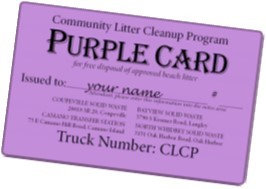 Community Litter Cleanup Program
PURPLE CARD
for free disposal of approved beach litter
Issued to: your name #
COUPEVILLE SOLID WASTE
20018 SR 20, Coupeville
CAMANO TRANSFER STATION
75 E Camano Hill Road, Camano Island
BAYVIEW SOLID WASTE
5790 S Kramer Road, Langley
NORTH WHIDBEY SOLID WASTE
3151 Oak Harbor Road, Oak Harbor
Truck Number: CLCP